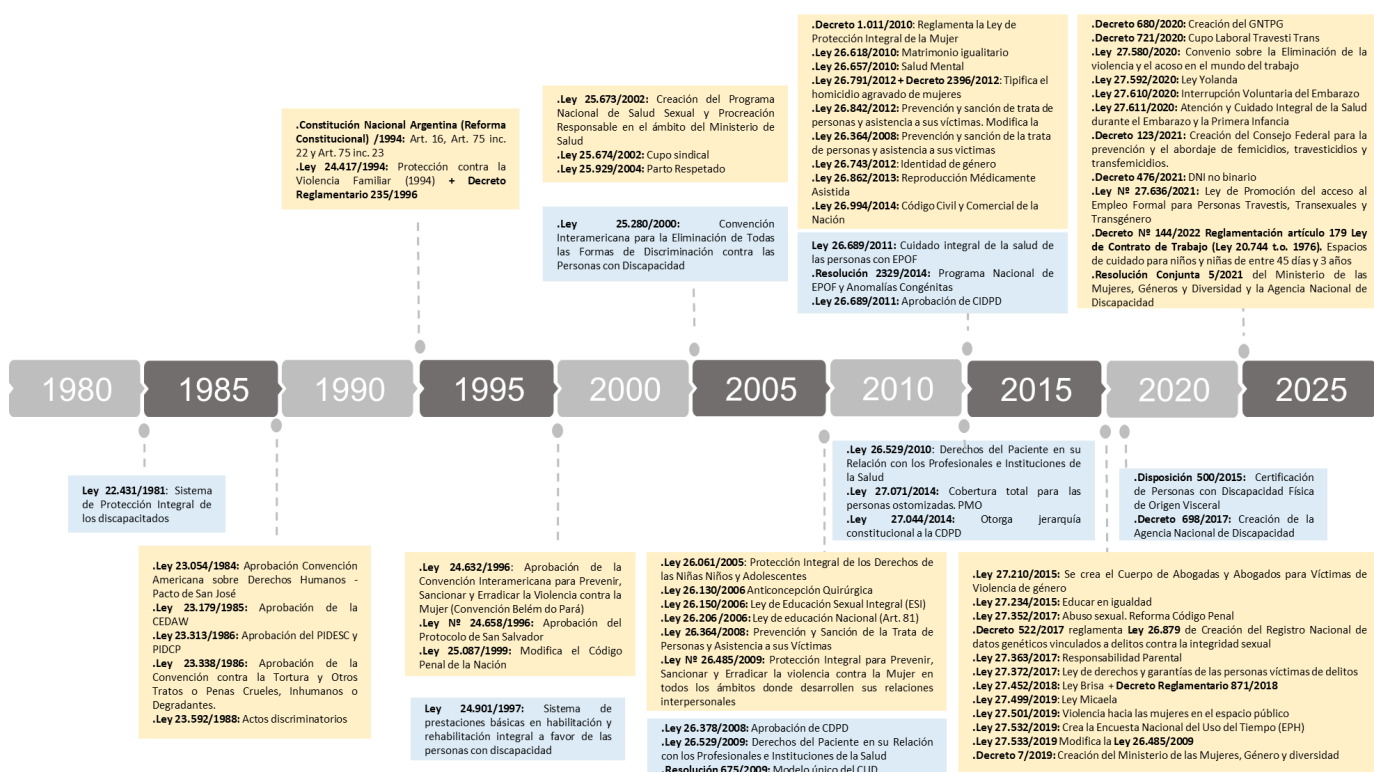 .Constitución Nacional Argentina (Reforma
Constitucional) /1994: Art. 16, Art. 75 inc.
22 y Art. 75 inc. 23
.Ley 24.417/1994: Protección contra la
Violencia Familiar (1994) + Decreto
Reglamentario 235/1996
.Ley 25.673/2002: Creación del Programa
Nacional de Salud Sexual y Procreación
Responsable en el ámbito del Ministerio de
Salud
.Ley 25.674/2002: Cupo sindical
.Ley 25.929/2004: Parto Respetado
.Ley 25.280/2000: Convención
Interamericana para la Eliminación de Todas
las Formas de Discriminación contra las
Personas con Discapacidad
.Decreto 1.011/2010: Reglamenta la Ley de
Protección Integral de la Mujer
.Ley 26.618/2010: Matrimonio igualitario
.Ley 26.657/2010: Salud Mental
.Ley 26.791/2012 + Decreto 2396/2012: Tipifica el
homicidio agravado de mujeres
.Ley 26.842/2012: Prevención y sanción de trata de
personas y asistencia a sus víctimas. Modifica la
.Ley 26.364/2008: Prevención y sanción de la trata
de personas y asistencia a sus victimas
.Ley 26.743/2012: Identidad de género
.Ley 26.862/2013: Reproducción Médicamente
Asistida
.Ley 26.994/2014: Código Civil y Comercial de la
Nación
Ley 26.689/2011: Cuidado integral de la salud de
las personas con EPOF
.Resolución 2329/2014: Programa Nacional de
EPOF y Anomalías Congénitas
.Ley 26.689/2011: Aprobación de CIDPD
.Decreto 680/2020: Creación del GNTPG
.Decreto 721/2020: Cupo Laboral Travesti Trans
.Ley 27.580/2020: Convenio sobre la Eliminación de la
violencia y el acoso en el mundo del trabajo
.Ley 27.592/2020: Ley Yolanda
.Ley 27.610/2020: Interrupción Voluntaria del Embarazo
.Ley 27.611/2020: Atención y Cuidado Integral de la Salud
durante el Embarazo y la Primera Infancia
.Decreto 123/2021: Creación del Consejo Federal para la
prevención y el abordaje de femicidios, travesticidios y
transfemicidios.
.Decreto 476/2021: DNI no binario
.Ley Nº 27.636/2021: Ley de Promoción del acceso al
Empleo Formal para Personas Travestis, Transexuales y
Transgénero
.Decreto Nº 144/2022 Reglamentación artículo 179 Ley
de Contrato de Trabajo (Ley 20.744 t.o. 1976). Espacios
de cuidado para niños y niñas de entre 45 días y 3 años
.Resolución Conjunta 5/2021 del Ministerio de las
Mujeres, Géneros y Diversidad y la Agencia Nacional de
Discapacidad
1980 1985 1990 1995 2000 2005 2010 2015 2020 2025
Ley 22.431/1981: Sistema
de Protección Integral de
los discapacitados
.Ley 23.054/1984: Aprobación Convención
Americana sobre Derechos Humanos -
Pacto de San José
.Ley 23.179/1985: Aprobación de la
CEDAW
.Ley 23.313/1986: Aprobación del PIDESC y
PIDCP
.Ley 23.338/1986: Aprobación de la
Convención contra la Tortura y Otros
Tratos o Penas Crueles, Inhumanos o
Degradantes.
.Ley 23.592/1988: Actos discriminatorios
.Ley 24.632/1996: Aprobación de la
Convención Interamericana para Prevenir,
Sancionar y Erradicar la Violencia contra la
Mujer (Convención Belém do Pará)
.Ley Nº 24.658/1996: Aprobación del
Protocolo de San Salvador
.Ley 25.087/1999: Modifica el Código
Penal de la Nación
Ley 24.901/1997: Sistema de
prestaciones básicas en habilitación y
rehabilitación integral a favor de las
personas con discapacidad
.Ley 26.061/2005: Protección Integral de los Derechos de
las Niñas Niños y Adolescentes
.Ley 26.130/2006 Anticoncepción Quirúrgica
.Ley 26.150/2006: Ley de Educación Sexual Integral (ESI)
.Ley 26.206 /2006: Ley de educación Nacional (Art. 81)
.Ley 26.364/2008: Prevención y Sanción de la Trata de
Personas y Asistencia a sus Víctimas
.Ley Nº 26.485/2009: Protección Integral para Prevenir,
Sancionar y Erradicar la violencia contra la Mujer en
todos los ámbitos donde desarrollen sus relaciones
interpersonales
.Ley 26.378/2008: Aprobación de CDPD
.Ley 26.529/2009: Derechos del Paciente en su Relación
con los Profesionales e Instituciones de la Salud
.Resolución 675/2009: Modelo único del CUD
.Ley 26.529/2010: Derechos del Paciente en su
Relación con los Profesionales e Instituciones de
la Salud
.Ley 27.071/2014: Cobertura total para las
personas ostomizadas. PMO
.Ley 27.044/2014: Otorga jerarquía
constitucional a la CDPD
.Disposición 500/2015: Certificación
de Personas con Discapacidad Física
de Origen Visceral
.Decreto 698/2017: Creación de la
Agencia Nacional de Discapacidad
.Ley 27.210/2015: Se crea el Cuerpo de Abogadas y Abogados para Víctimas de
Violencia de género
.Ley 27.234/2015: Educar en igualdad
.Ley 27.352/2017: Abuso sexual. Reforma Código Penal
.Decreto 522/2017 reglamenta Ley 26.879 de Creación del Registro Nacional de
datos genéticos vinculados a delitos contra la integridad sexual
.Ley 27.363/2017: Responsabilidad Parental
.Ley 27.372/2017: Ley de derechos y garantías de las personas víctimas de delitos
.Ley 27.452/2018: Ley Brisa + Decreto Reglamentario 871/2018
.Ley 27.499/2019: Ley Micaela
.Ley 27.501/2019: Violencia hacia las mujeres en el espacio público
.Ley 27.532/2019: Crea la Encuesta Nacional del Uso del Tiempo (EPH)
.Ley 27.533/2019 Modifica la Ley 26.485/2009
.Decreto 7/2019: Creación del Ministerio de las Mujeres, Género y diversidad